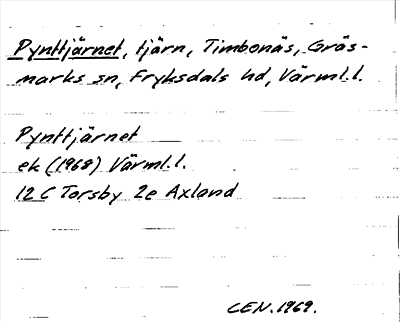 Pynttjärnet, tjärn, Timbonäs, Gräs-
marks sn, Fryksdals hd, Värml.l.
Pynttjärnet
ek (1968) Värml.l.
12 C Torsby 2e Axland
CEN. 1969.